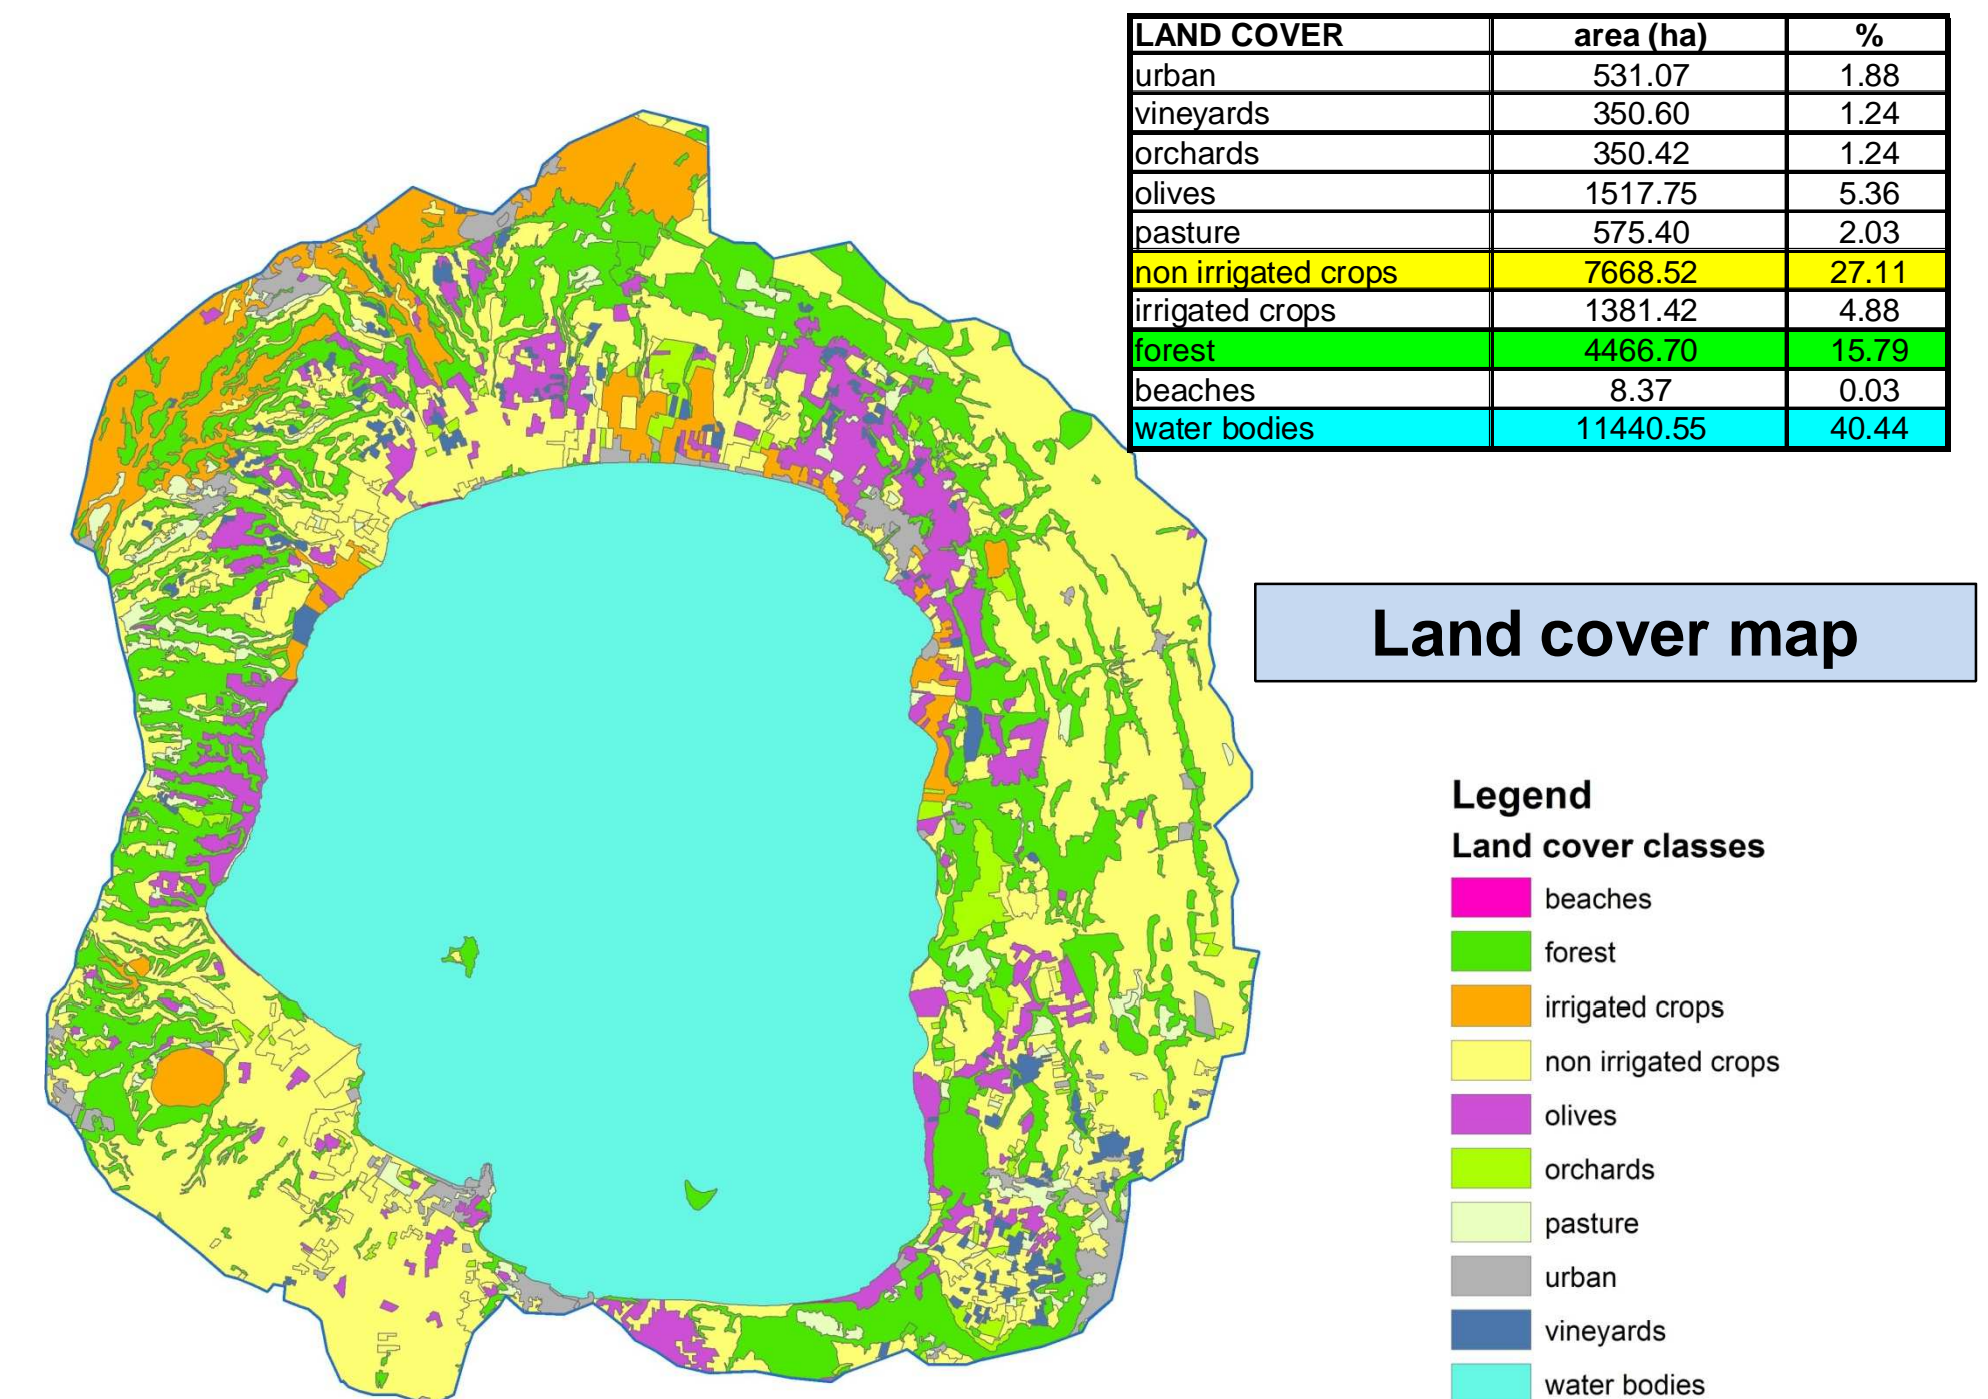 LAND COVER area (ha) %
urban 531.07 1.88
vineyards 350.60 1.24
orchards 350.42 1.24
olives 1517.75 5.36
pasture 575.40 2.03
non irrigated crops 7668.52 27.11
irrigated crops 1381.42 4.88
forest 4466.70 15.79
beaches 8.37 0.03
water bodies 11440.55 40.44
Land cover map
Legend
Land cover classes
beaches
forest
irrigated crops
non irrigated crops
olives
orchards
pasture
urban
vineyards
water bodies